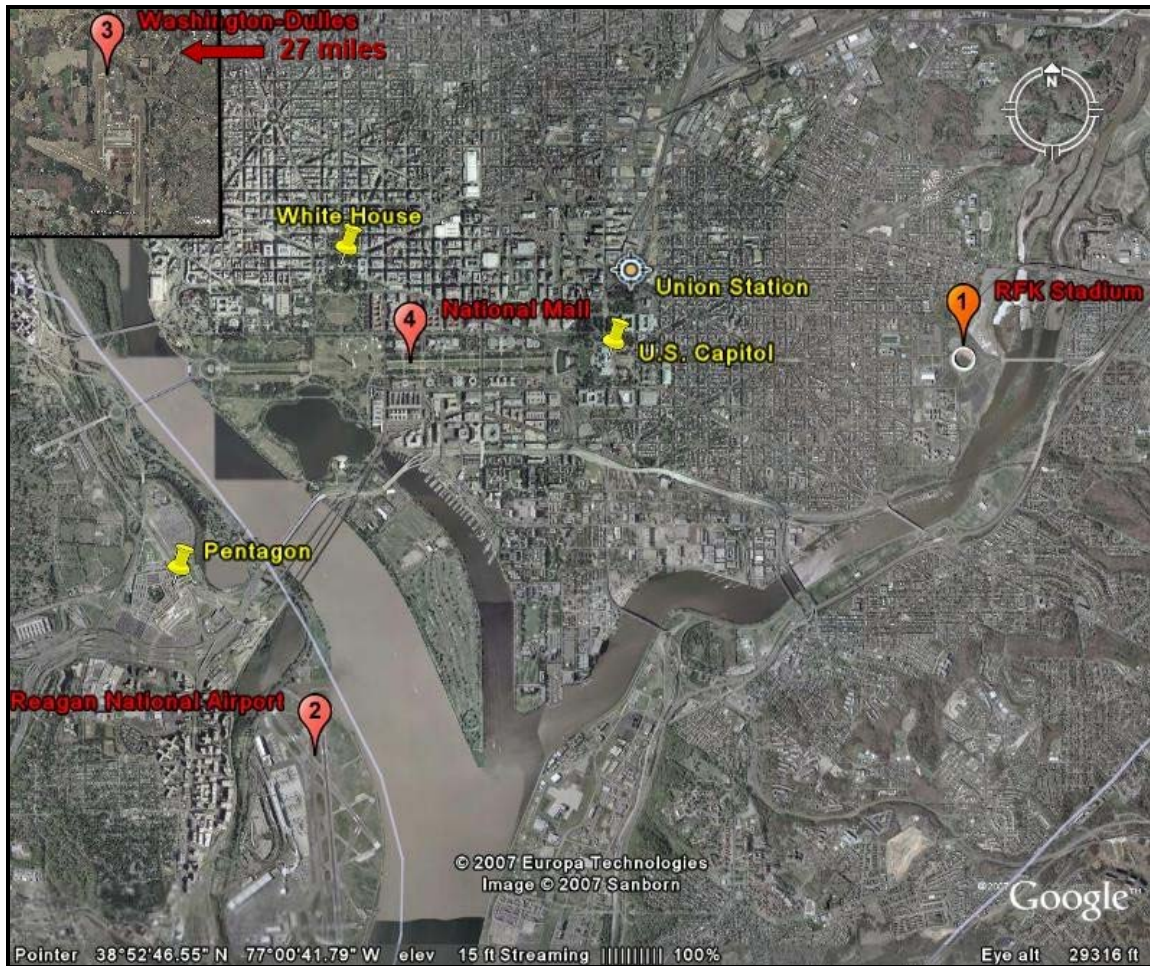 3
Washington-Dulles
27 miles
N
White House
Union Station
1
RFK Stadium
National Mall
4
U.S. Capitol
Pentagon
Reagan National Airport
2
© 2007 Europa Technologies
Image © 2007 Sanborn
© 2007 Google™
Pointer 38°52'46.55" N 77°00'41.79" W elev 15 ft Streaming 100% Eye alt 29316 ft